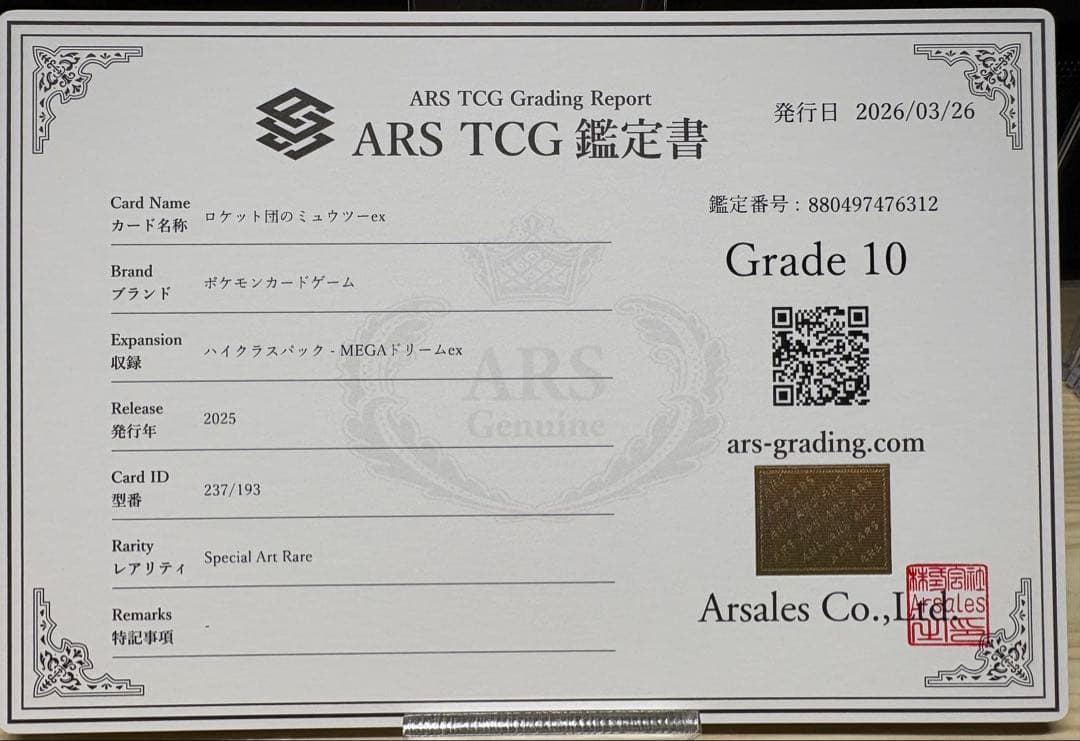 ARS TCG Grading Report
ARS TCG 鑑定書
発行日 2026/03/26
Card Name
カード名称
ロケット団のミュウツーex
Brand
ブランド
ポケモンカードゲーム
Expansion
収録
ハイクラスパック - MEGAドリームex
Release
発行年
2025
Card ID
型番
237/193
Rarity
レアリティ
Special Art Rare
Remarks
特記事項
-
鑑定番号 : 880497476312
Grade 10
ars-grading.com
ARS
Genuine
Arsales Co.,Ltd.
株式会社
Arsales